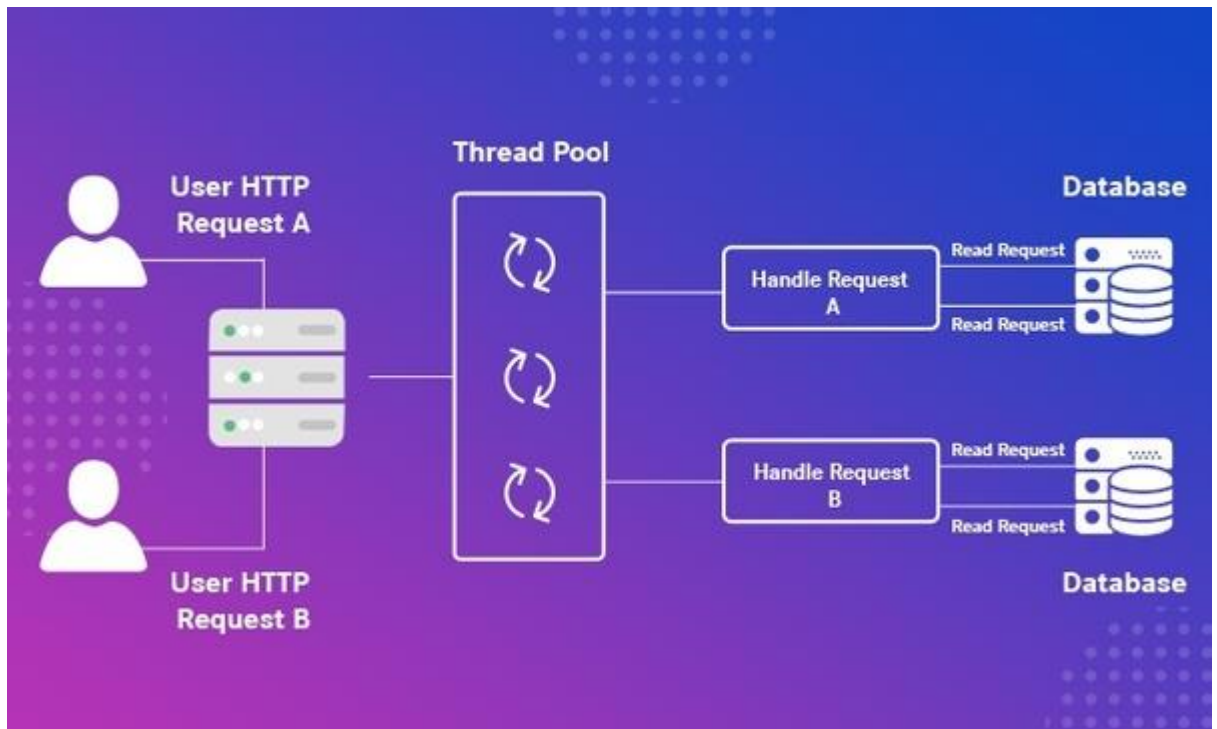 Thread Pool
User HTTP
Request A
Database
Read Request
Handle Request
A
Read Request
Read Request
Handle Request
B
Read Request
User HTTP
Request B
Database